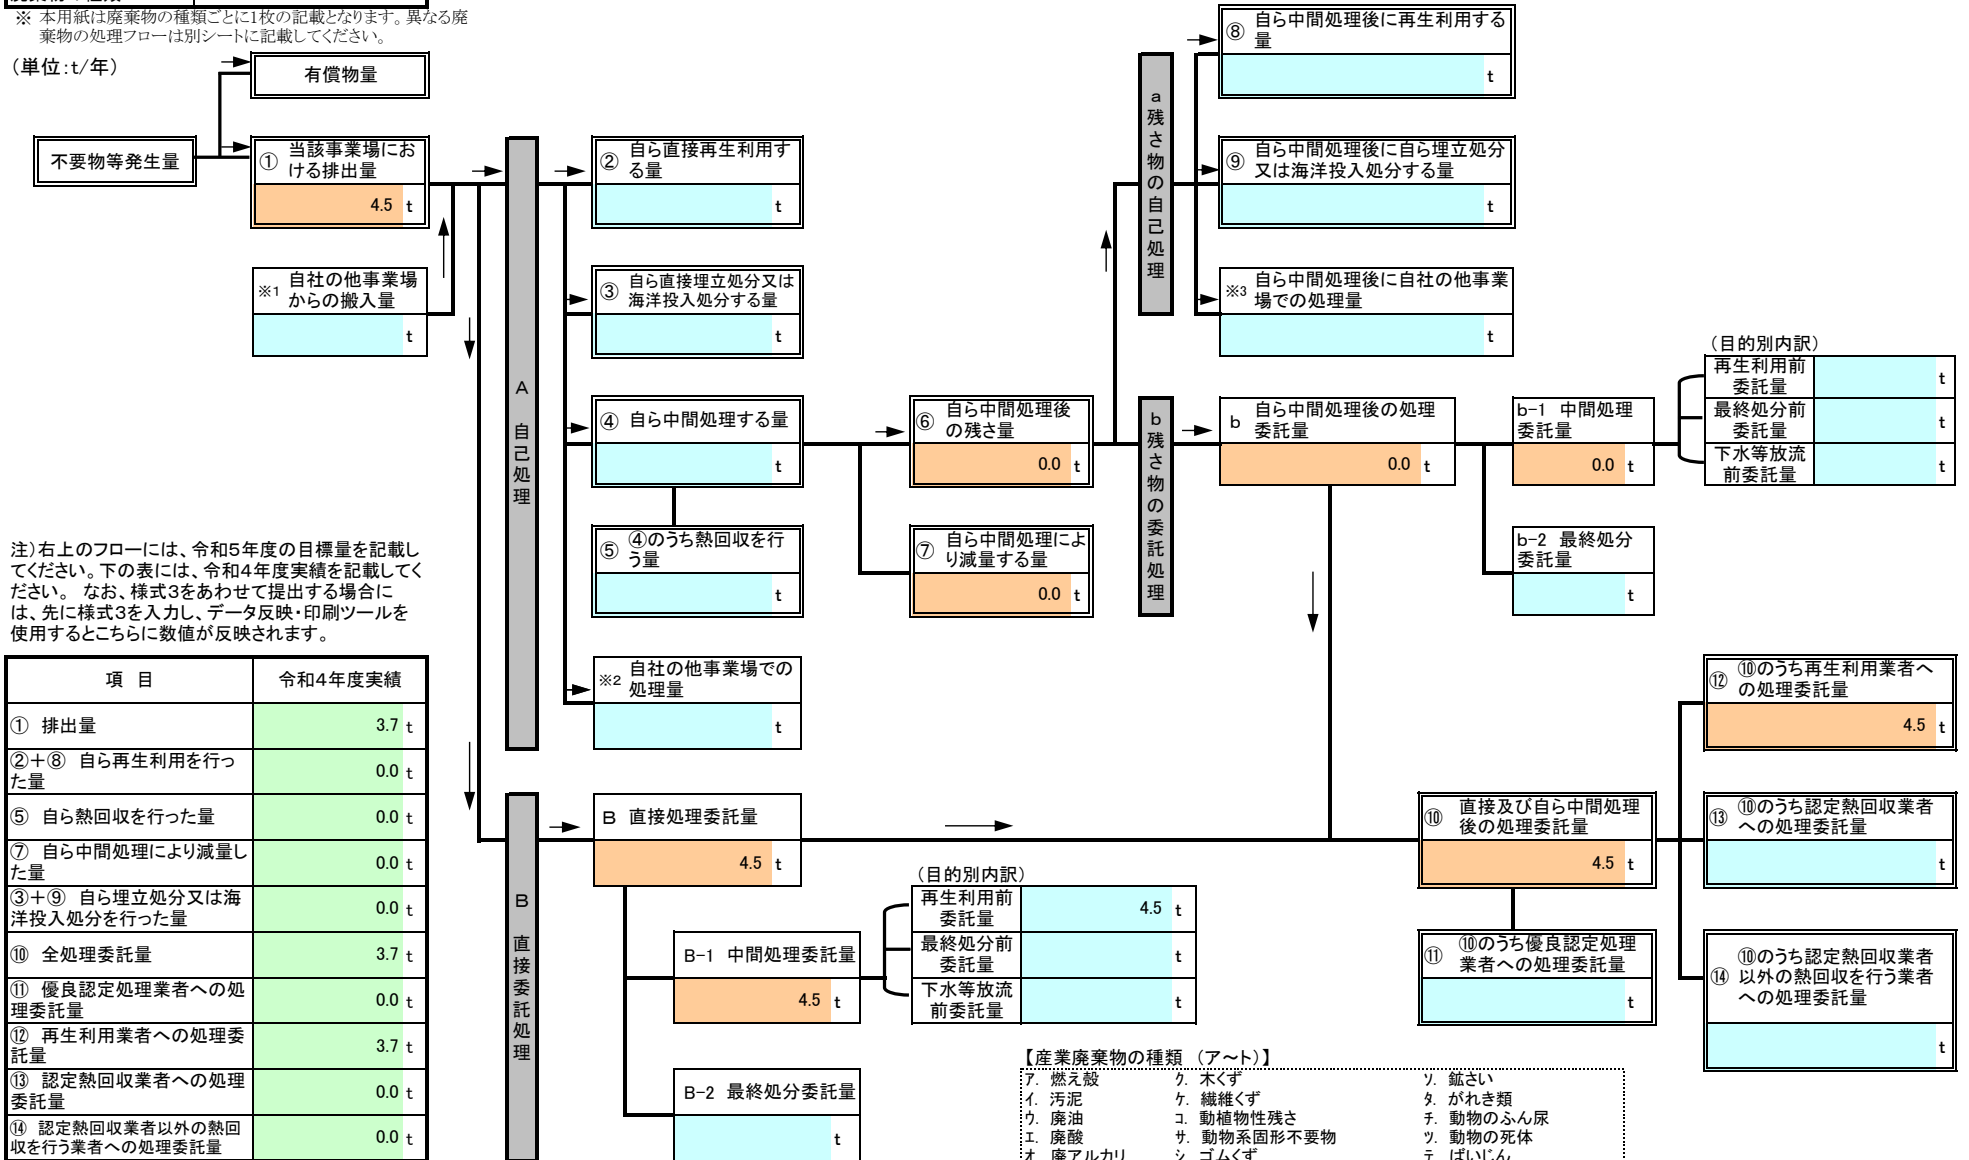 ※ 本用紙は廃棄物の種類ごとに1枚の記載となります。異なる廃
棄物の処理フローは別シートに記載してください。
(単位:t/年)
有償物量
不要物等発生量
① 当該事業場にお
ける排出量
4.5 t
※1 自社の他事業場
からの搬入量
t
A 自己処理
② 自ら直接再生利用す
る量
t
③ 自ら直接埋立処分又は
海洋投入処分する量
t
④ 自ら中間処理する量
t
⑤ ④のうち熱回収を行
う量
t
※2 自社の他事業場での
処理量
t
⑥ 自ら中間処理後
の残さ量
0.0 t
⑦ 自ら中間処理によ
り減量する量
0.0 t
a 残さ物の自己処理
⑧ 自ら中間処理後に再生利用する
量
t
⑨ 自ら中間処理後に自ら埋立処分
又は海洋投入処分する量
t
※3 自ら中間処理後に自社の他事業
場での処理量
t
b 残さ物の委託処理
b 自ら中間処理後の処理
委託量
0.0 t
b-1 中間処理
委託量
0.0 t
(目的別内訳)
再生利用前
委託量
t
最終処分前
委託量
t
下水等放流
前委託量
t
b-2 最終処分
委託量
t
注)右上のフローには、令和5年度の目標量を記載し
てください。下の表には、令和4年度実績を記載してく
ださい。 なお、様式3をあわせて提出する場合に
は、先に様式3を入力し、データ反映・印刷ツールを
使用するとこちらに数値が反映されます。
項 目 令和4年度実績
① 排出量 3.7 t
②+⑧ 自ら再生利用を行っ
た量 0.0 t
⑤ 自ら熱回収を行った量 0.0 t
⑦ 自ら中間処理により減量し
た量 0.0 t
③+⑨ 自ら埋立処分又は海
洋投入処分を行った量 0.0 t
⑩ 全処理委託量 3.7 t
⑪ 優良認定処理業者への処
理委託量 0.0 t
⑫ 再生利用業者への処理委
託量 3.7 t
⑬ 認定熱回収業者への処理
委託量 0.0 t
⑭ 認定熱回収業者以外の熱回
収を行う業者への処理委託量 0.0 t
B 直接委託処理
B 直接処理委託量
4.5 t
B-1 中間処理委託量
4.5 t
(目的別内訳)
再生利用前
委託量
4.5 t
最終処分前
委託量
t
下水等放流
前委託量
t
B-2 最終処分委託量
t
⑩ 直接及び自ら中間処理
後の処理委託量
4.5 t
⑪ ⑩のうち優良認定処理
業者への処理委託量
t
⑫ ⑩のうち再生利用業者へ
の処理委託量
4.5 t
⑬ ⑩のうち認定熱回収業者
への処理委託量
t
⑭ ⑩のうち認定熱回収業者
以外の熱回収を行う業者
への処理委託量
t
【産業廃棄物の種類 (ア~ト)】
ア. 燃え殻 ク. 木くず ソ. 鉱さい
イ. 汚泥 ケ. 繊維くず タ. がれき類
ウ. 廃油 コ. 動植物性残さ チ. 動物のふん尿
エ. 廃酸 サ. 動物系固形不要物 ツ. 動物の死体
オ. 廃アルカリ シ. ゴムくず テ. ばいじん